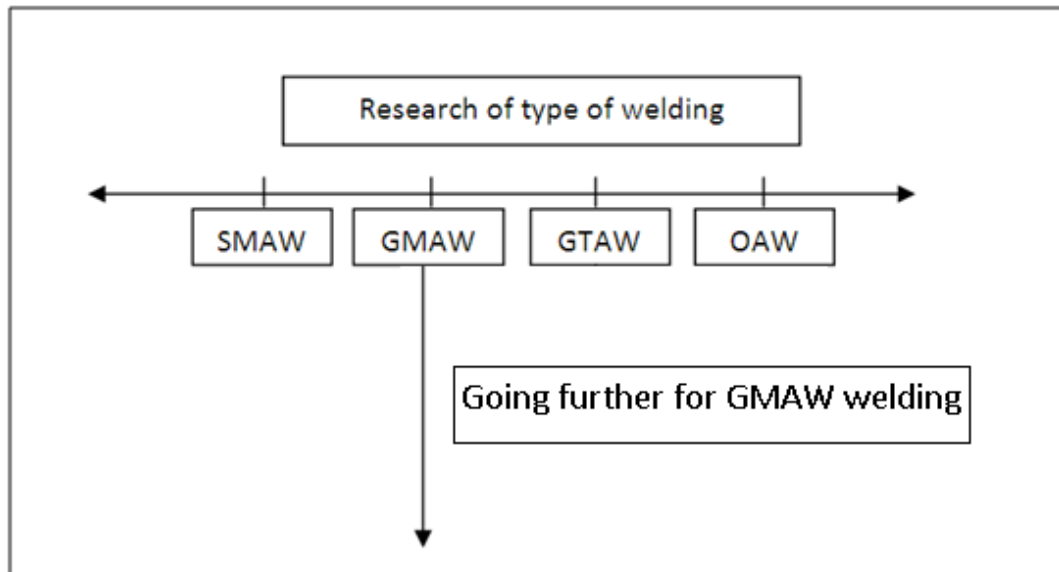 Research of type of welding
SMAW
GMAW
GTAW
OAW
Going further for GMAW welding